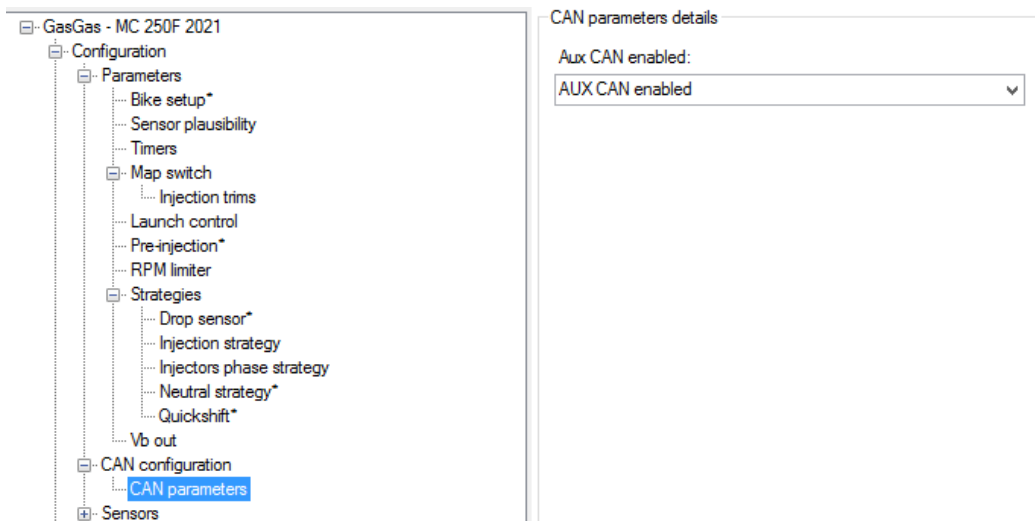 GasGas - MC 250F 2021
Configuration
Parameters
Bike setup*
Sensor plausibility
Timers
Map switch
Injection trims
Launch control
Pre-injection*
RPM limiter
Strategies
Drop sensor*
Injection strategy
Injectors phase strategy
Neutral strategy*
Quickshift*
Vb out
CAN configuration
CAN parameters
Sensors
CAN parameters details
Aux CAN enabled:
AUX CAN enabled